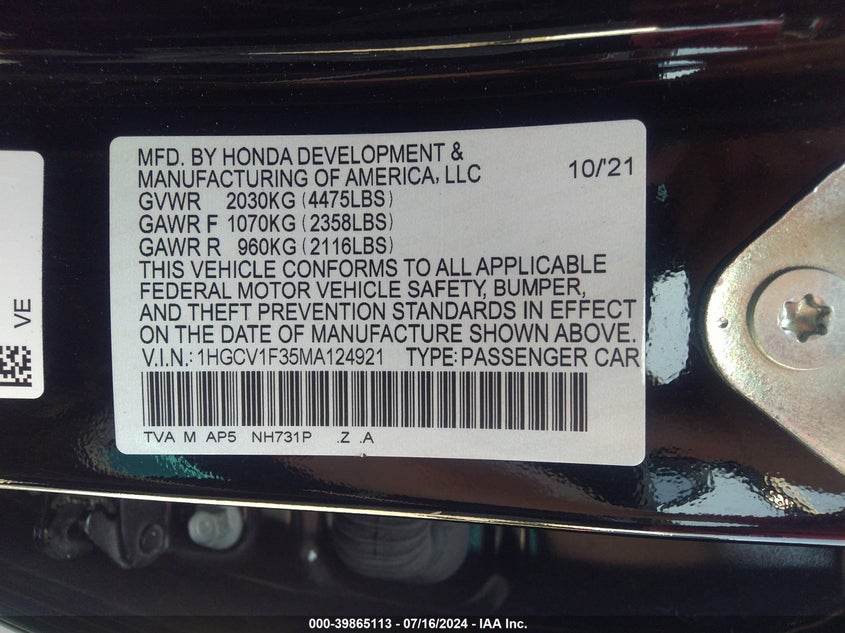 MFD. BY HONDA DEVELOPMENT &
MANUFACTURING OF AMERICA, LLC 10/'21
GVWR 2030KG (4475LBS)
GAWR F 1070KG (2358LBS)
GAWR R 960KG (2116LBS)
THIS VEHICLE CONFORMS TO ALL APPLICABLE
FEDERAL MOTOR VEHICLE SAFETY, BUMPER,
AND THEFT PREVENTION STANDARDS IN EFFECT
ON THE DATE OF MANUFACTURE SHOWN ABOVE.
V.I.N.: 1HGCV1F35MA124921 TYPE:PASSENGER CAR
TVA M AP5 NH731P .Z .A
VE
000-39865113 - 07/16/2024 - IAA Inc.